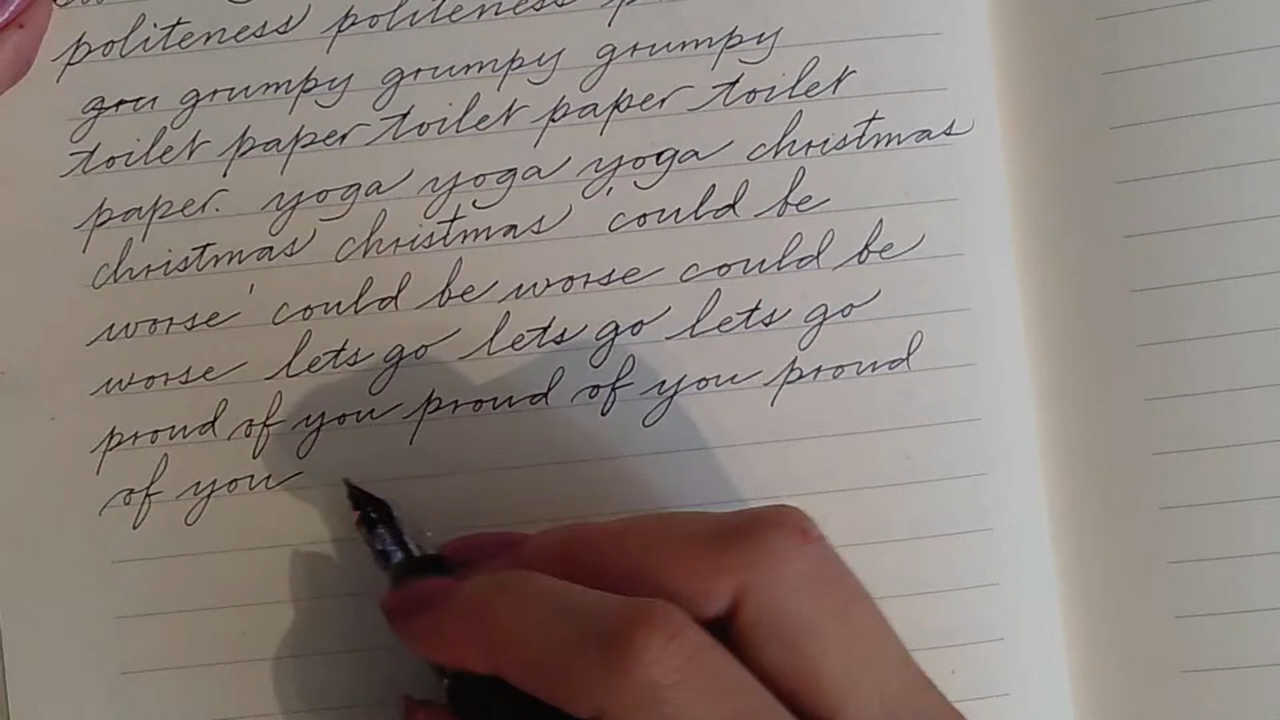 politeness politeness
gru grumpy grumpy grumpy
toilet paper toilet paper toilet
paper. yoga yoga yoga christmas
christmas christmas 'could be
worse' could be worse could be
worse lets go lets go lets go
proud of you proud of you proud
of you